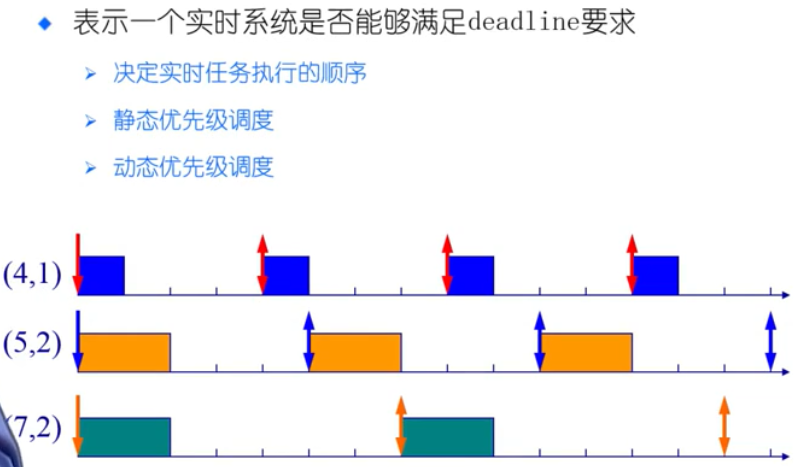 表示一个实时系统是否能够满足deadline要求
决定实时任务执行的顺序
静态优先级调度
动态优先级调度
(4,1)
(5,2)
(7,2)